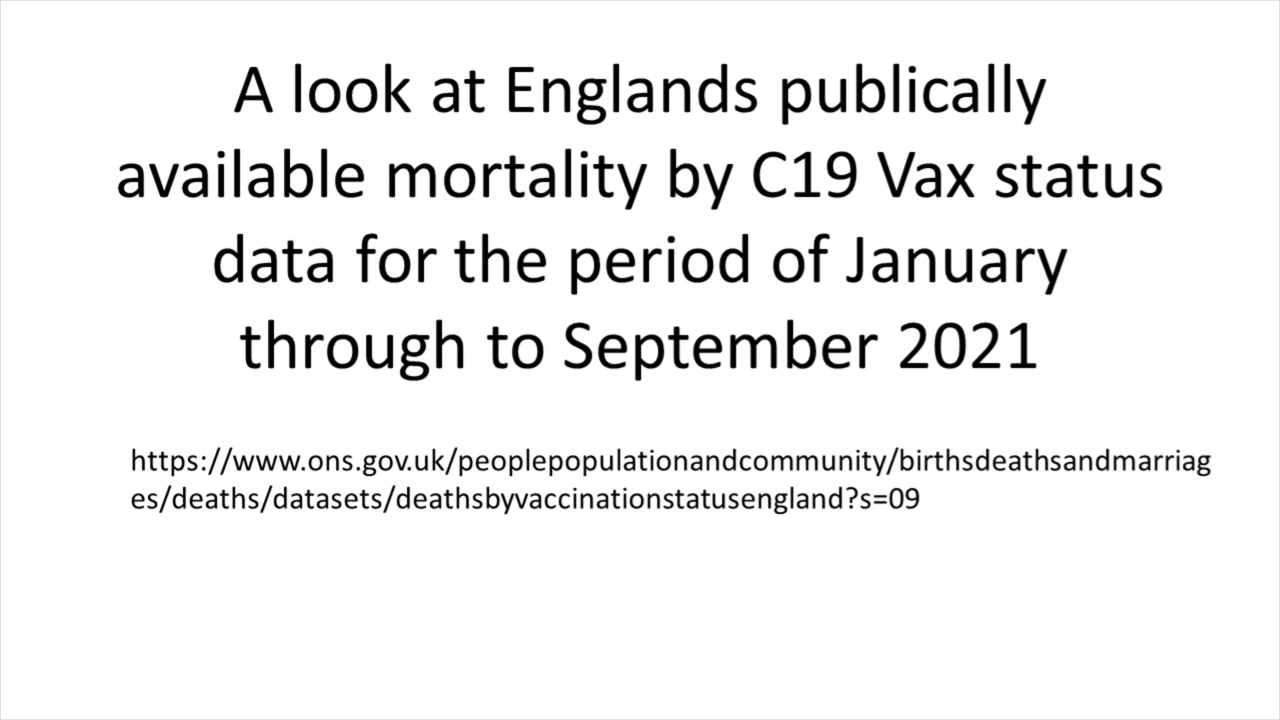 A look at Englands publically
available mortality by C19 Vax status
data for the period of January
through to September 2021
https://www.ons.gov.uk/peoplepopulationandcommunity/birthsdeathsandmarriag
es/deaths/datasets/deathsbyvaccinationstatusengland?s=09